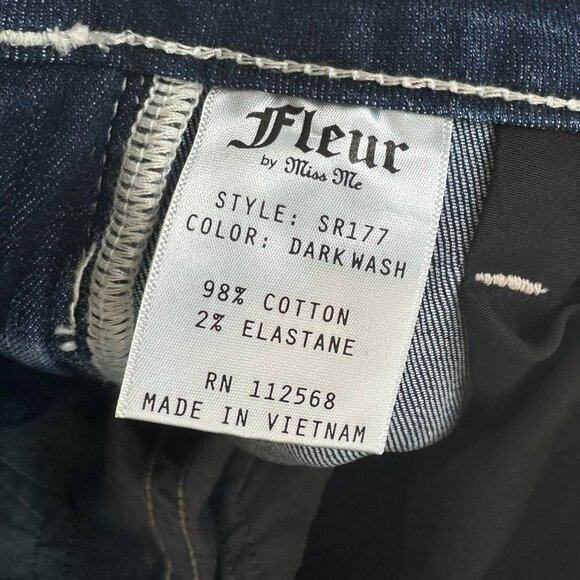 Fleur
by Miss Me
STYLE: SR177
COLOR: DARK WASH
98% COTTON
2% ELASTANE
RN 112568
MADE IN VIETNAM